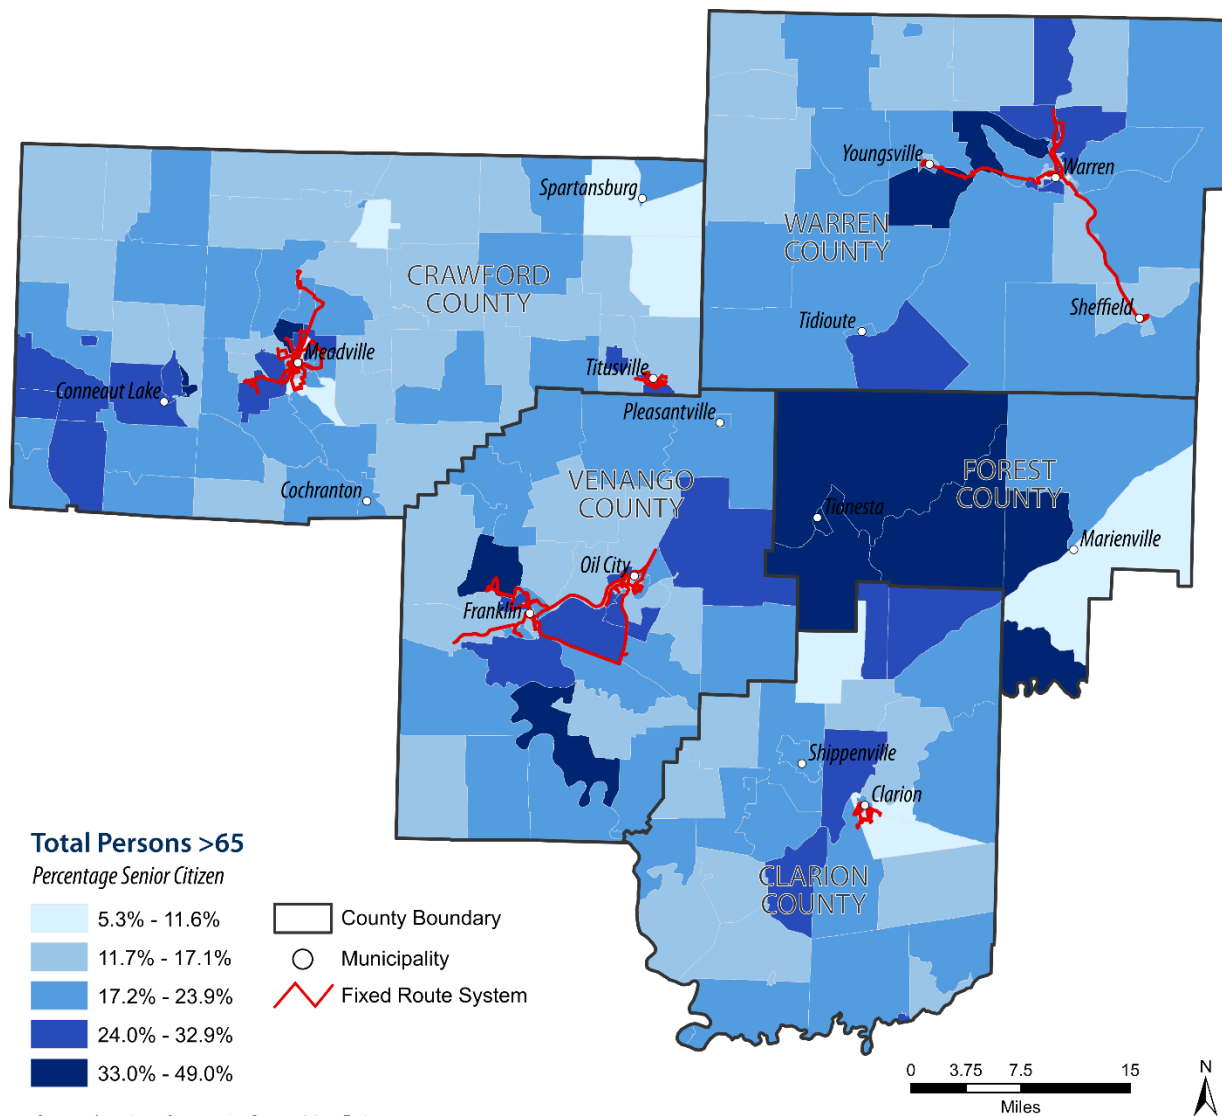 Spartansburg
CRAWFORD
COUNTY
Meadville
Conneaut Lake
Titusville
Cochranton
Youngsville
Warren
WARREN
COUNTY
Tidioute
Sheffield
Pleasantville
VENANGO
COUNTY
Oil City
Franklin
FOREST
COUNTY
Tionesta
Marienville
Shippenville
Clarion
CLARION
COUNTY
Total Persons >65
Percentage Senior Citizen
5.3% - 11.6%
11.7% - 17.1%
17.2% - 23.9%
24.0% - 32.9%
33.0% - 49.0%
County Boundary
Municipality
Fixed Route System
0 3.75 7.5 15
Miles
N